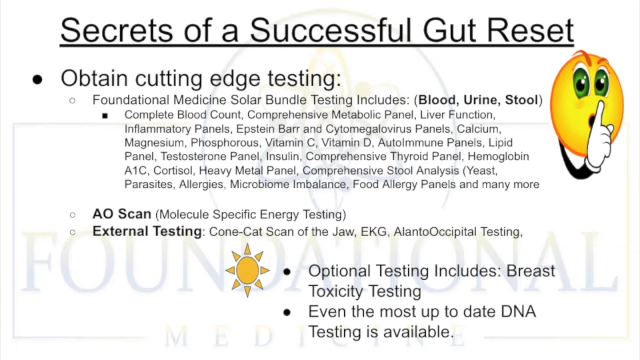 Secrets of a Successful Gut Reset
● Obtain cutting edge testing:
○ Foundational Medicine Solar Bundle Testing Includes: (Blood, Urine, Stool)
■ Complete Blood Count, Comprehensive Metabolic Panel, Liver Function,
Inflammatory Panels, Epstein Barr and Cytomegalovirus Panels, Calcium,
Magnesium, Phosphorous, Vitamin C, Vitamin D, AutoImmune Panels, Lipid
Panel, Testosterone Panel, Insulin, Comprehensive Thyroid Panel, Hemoglobin
A1C, Cortisol, Heavy Metal Panel, Comprehensive Stool Analysis (Yeast,
Parasites, Allergies, Microbiome Imbalance, Food Allergy Panels and many more
○ AO Scan (Molecule Specific Energy Testing)
○ External Testing: Cone-Cat Scan of the Jaw, EKG, AlantoOccipital Testing,
FOUNDATIONAL
● Optional Testing Includes: Breast
Toxicity Testing
● Even the most up to date DNA
Testing is available.
MEDICINE